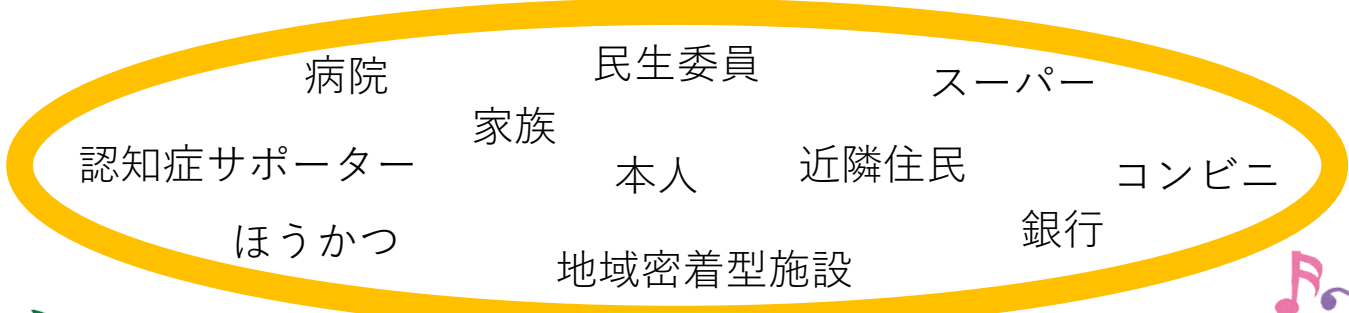 病院
民生委員
スーパー
家族
認知症サポーター
本人
近隣住民
コンビニ
ほうかつ
銀行
地域密着型施設